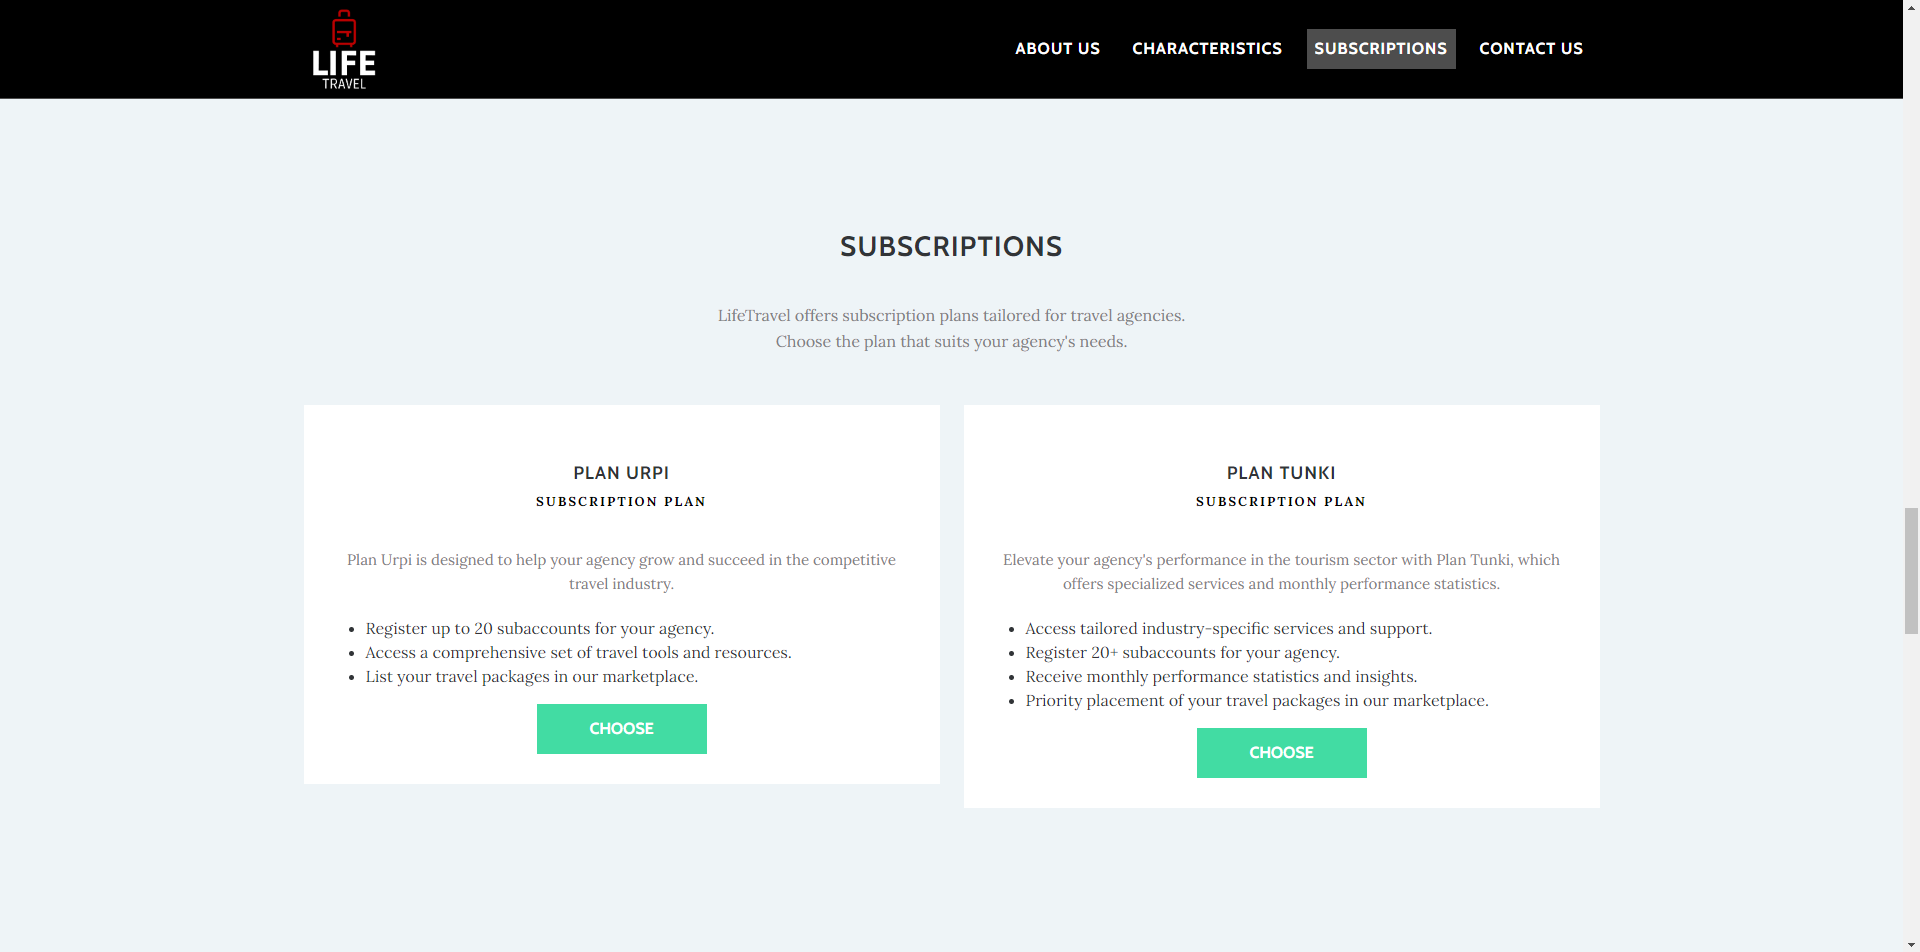 LIFE
TRAVEL
ABOUT US CHARACTERISTICS SUBSCRIPTIONS CONTACT US
SUBSCRIPTIONS
LifeTravel offers subscription plans tailored for travel agencies.
Choose the plan that suits your agency's needs.
PLAN URPI
SUBSCRIPTION PLAN
Plan Urpi is designed to help your agency grow and succeed in the competitive
travel industry.
• Register up to 20 subaccounts for your agency.
• Access a comprehensive set of travel tools and resources.
• List your travel packages in our marketplace.
CHOOSE
PLAN TUNKI
SUBSCRIPTION PLAN
Elevate your agency's performance in the tourism sector with Plan Tunki, which
offers specialized services and monthly performance statistics.
• Access tailored industry-specific services and support.
• Register 20+ subaccounts for your agency.
• Receive monthly performance statistics and insights.
• Priority placement of your travel packages in our marketplace.
CHOOSE